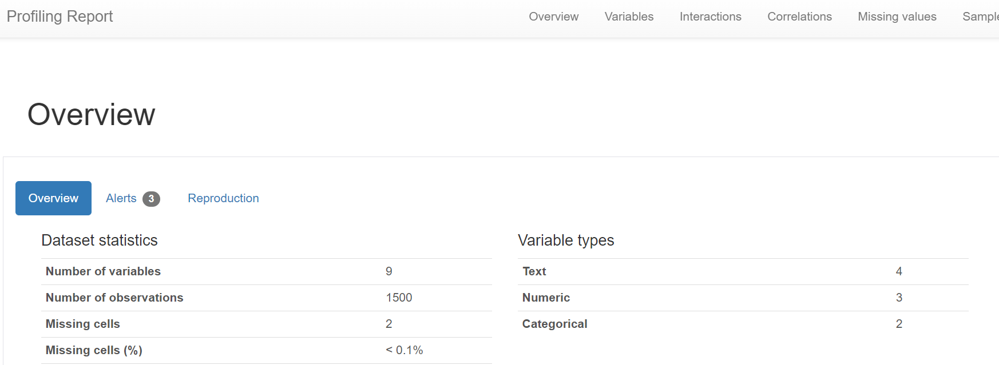 Profiling Report
Overview Variables Interactions Correlations Missing values Sample
Overview
Overview Alerts 3 Reproduction
Dataset statistics
Number of variables 9
Number of observations 1500
Missing cells 2
Missing cells (%) < 0.1%
Variable types
Text 4
Numeric 3
Categorical 2